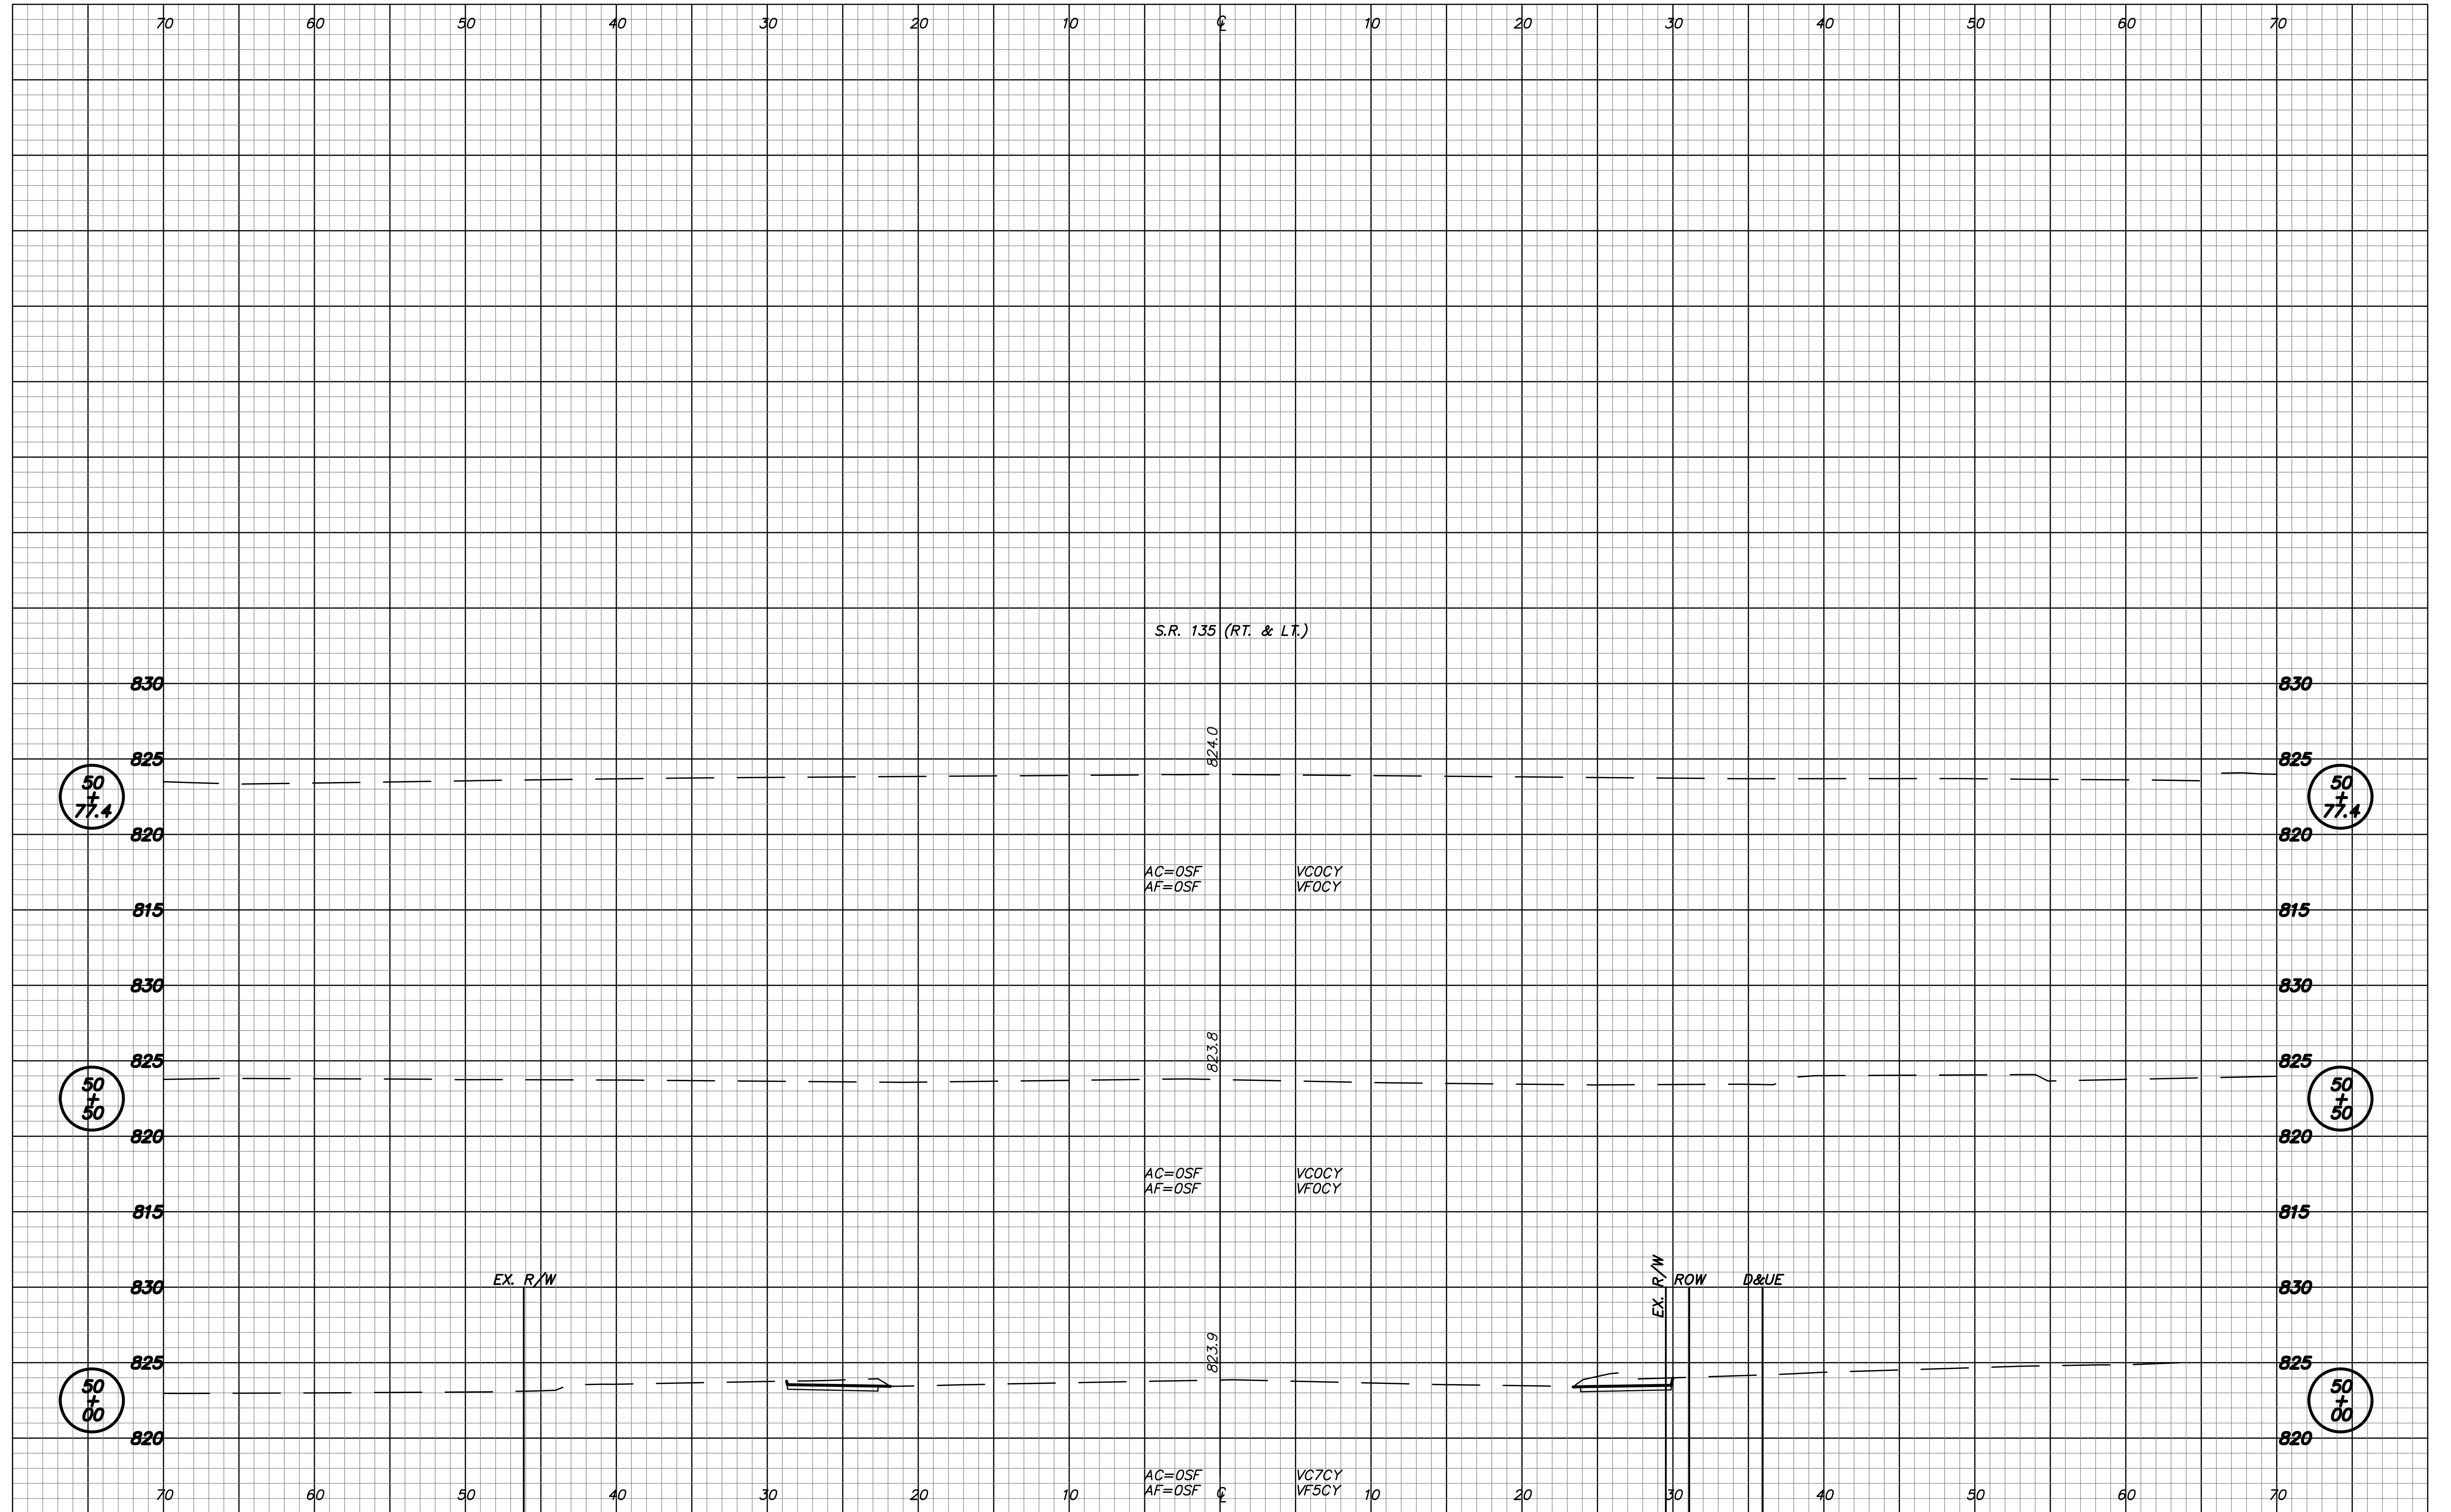 70 60 50 40 30 20 10 ℄ 10 20 30 40 50 60 70
S.R. 135 (RT. & LT.)
830 830
824.0
825 825
50 + 77.4 50 + 77.4
820 820
AC=0SF VC0CY
AF=0SF VF0CY
815 815
830 830
823.8
825 825
50 + 50 50 + 50
820 820
AC=0SF VC0CY
AF=0SF VF0CY
815 815
EX. R/W EX. R/W ROW D&UE
830 830
823.9
825 825
50 + 00 50 + 00
820 820
AC=0SF VC7CY
AF=0SF VF5CY
70 60 50 40 30 20 10 ℄ 10 20 30 40 50 60 70